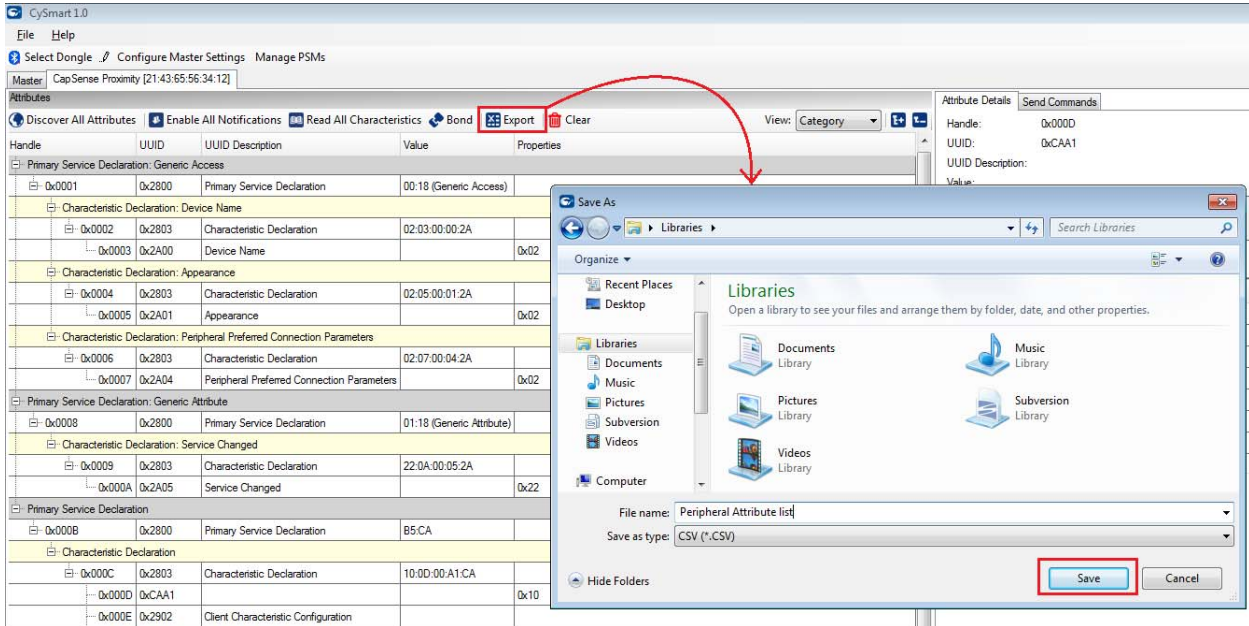 CySmart 1.0
File Help
Select Dongle Configure Master Settings Manage PSMs
Master CapSense Proximity [21:43:65:56:34:12]
Attributes
Discover All Attributes Enable All Notifications Read All Characteristics Bond Export Clear View: Category
Handle UUID UUID Description Value Properties
Primary Service Declaration: Generic Access
0x0001 0x2800 Primary Service Declaration 00:18 (Generic Access)
Characteristic Declaration: Device Name
0x0002 0x2803 Characteristic Declaration 02:03:00:00:2A
0x0003 0x2A00 Device Name 0x02
Characteristic Declaration: Appearance
0x0004 0x2803 Characteristic Declaration 02:05:00:01:2A
0x0005 0x2A01 Appearance 0x02
Characteristic Declaration: Peripheral Preferred Connection Parameters
0x0006 0x2803 Characteristic Declaration 02:07:00:04:2A
0x0007 0x2A04 Peripheral Preferred Connection Parameters 0x02
Primary Service Declaration: Generic Attribute
0x0008 0x2800 Primary Service Declaration 01:18 (Generic Attribute)
Characteristic Declaration: Service Changed
0x0009 0x2803 Characteristic Declaration 22:0A:00:05:2A
0x000A 0x2A05 Service Changed 0x22
Primary Service Declaration
0x000B 0x2800 Primary Service Declaration B5:CA
Characteristic Declaration
0x000C 0x2803 Characteristic Declaration 10:0D:00:A1:CA
0x000D 0xCAA1 0x10
0x000E 0x2902 Client Characteristic Configuration
Attribute Details Send Commands
Handle: 0x000D
UUID: 0xCAA1
UUID Description:
Value:
Save As
Libraries
Search Libraries
Organize
Recent Places
Desktop
Libraries
Documents
Music
Pictures
Subversion
Videos
Computer
Libraries
Open a library to see your files and arrange them by folder, date, and other properties.
Documents
Library
Music
Library
Pictures
Library
Subversion
Library
Videos
Library
File name: Peripheral Attribute list
Save as type: CSV (*.CSV)
Hide Folders Save Cancel